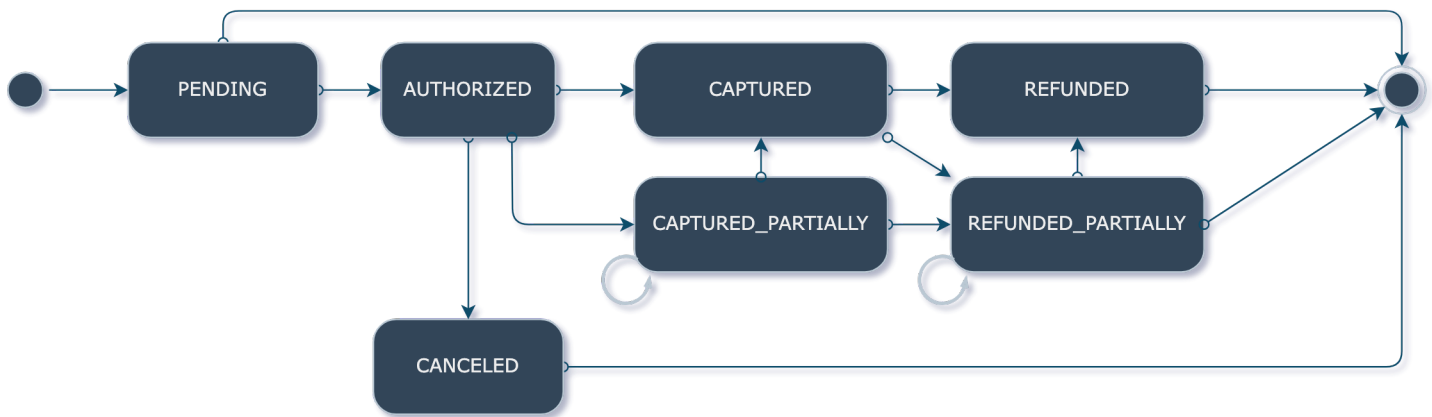 PENDING
AUTHORIZED
CAPTURED
REFUNDED
CAPTURED_PARTIALLY
REFUNDED_PARTIALLY
CANCELED